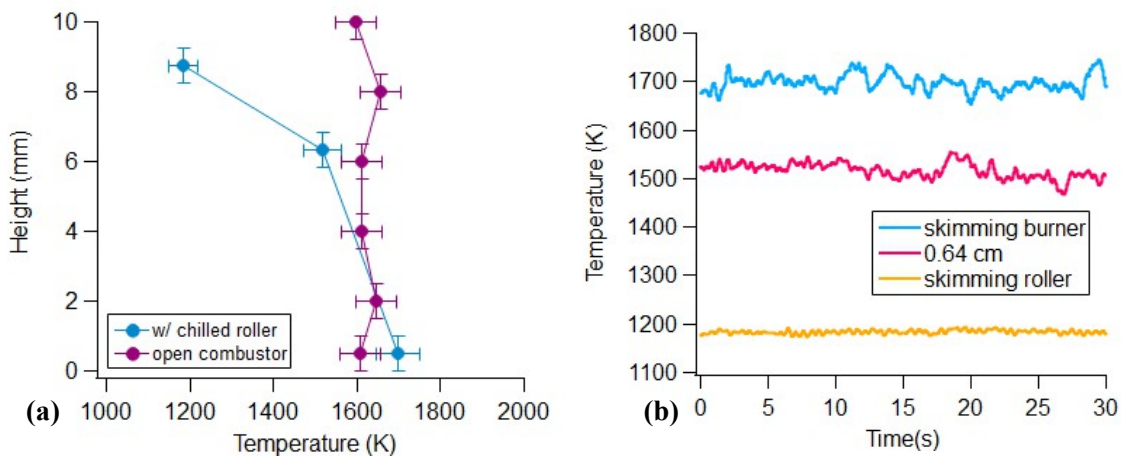 10
8
6
4
2
0
Height (mm)
w/ chilled roller
open combustor
1000
1200
1400
1600
1800
2000
Temperature (K)
(a)
1800
1700
1600
1500
1400
1300
1200
1100
Temperature (K)
skimming burner
0.64 cm
skimming roller
0
5
10
15
20
25
30
Time(s)
(b)